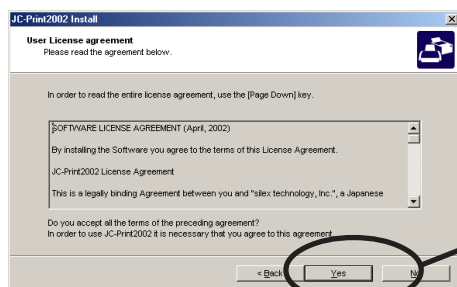 JC-Print2002 Install
User License agreement
Please read the agreement below.
In order to read the entire license agreement, use the [Page Down] key.
SOFTWARE LICENSE AGREEMENT (April, 2002)
By installing the Software you agree to the terms of this License Agreement.
JC-Print2002 License Agreement
This is a legally binding Agreement between you and "silex technology, Inc.", a Japanese
Do you accept all the terms of the preceding agreement?
In order to use JC-Print2002 it is necessary that you agree to this agreement
< Back Yes No